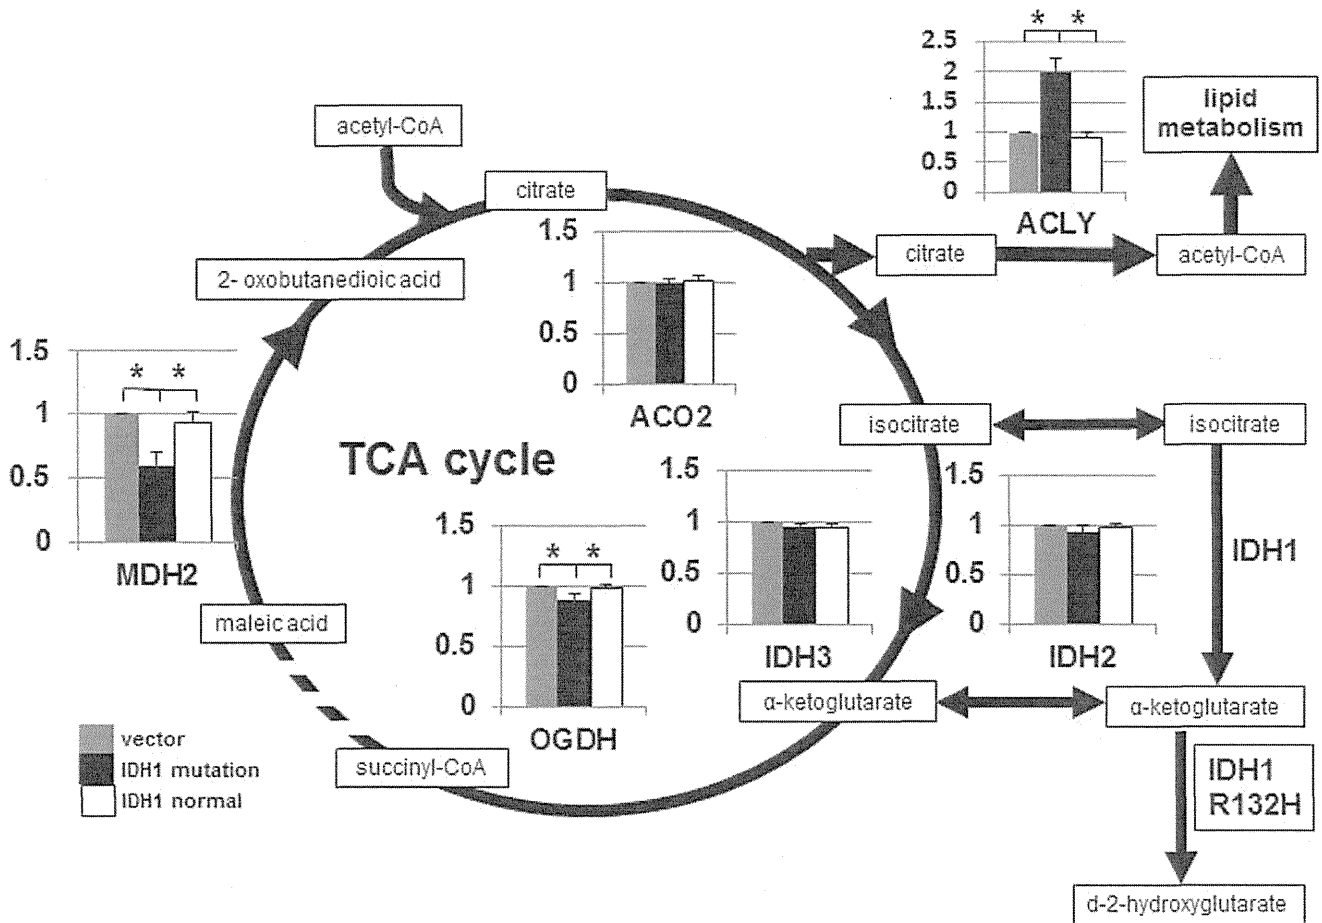 * *
2.5
2
1.5
1
0.5
0
ACLY
lipid
metabolism
acetyl-CoA
citrate
citrate
acetyl-CoA
2- oxobutanedioic acid
1.5
1
0.5
0
ACO2
1.5
* *
1
0.5
0
MDH2
TCA cycle
isocitrate
isocitrate
1.5
1
0.5
0
IDH3
1.5
1
0.5
0
IDH2
IDH1
1.5
* *
1
0.5
0
OGDH
maleic acid
α-ketoglutarate
α-ketoglutarate
succinyl-CoA
vector
IDH1 mutation
IDH1 normal
IDH1
R132H
d-2-hydroxyglutarate